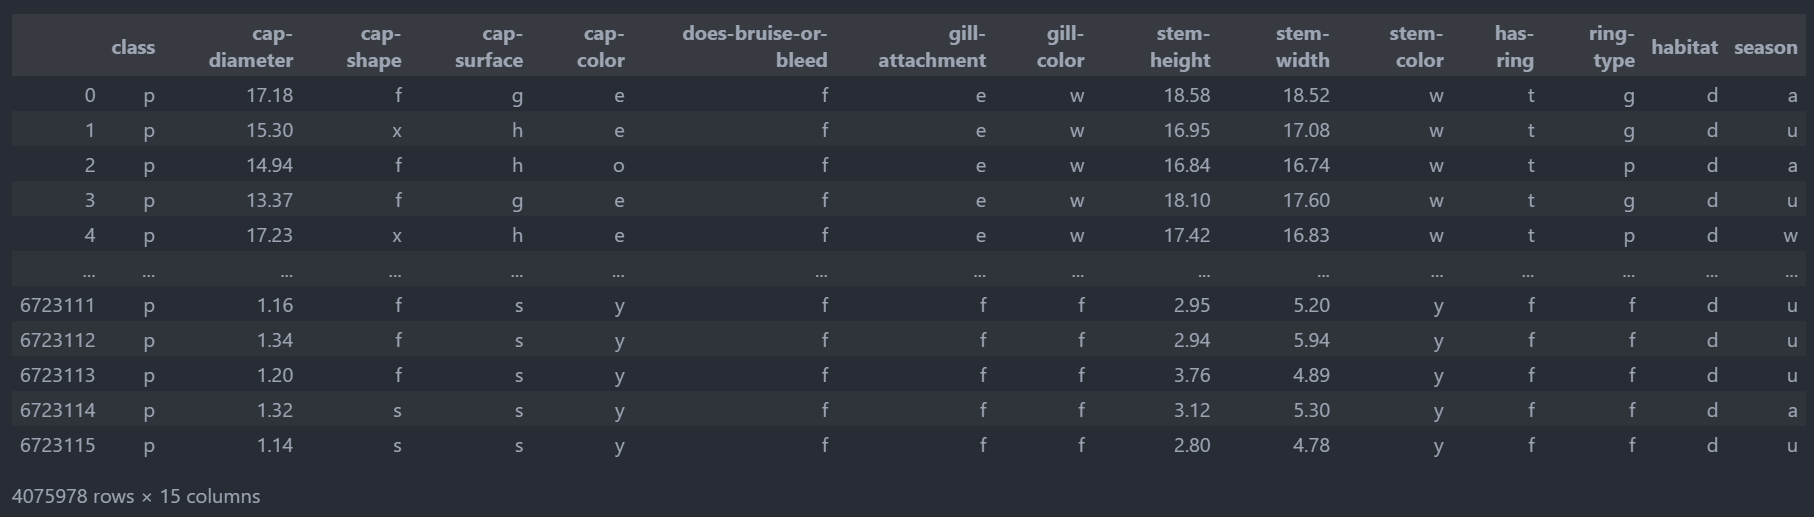 class cap-diameter cap-shape cap-surface cap-color does-bruise-or-bleed gill-attachment gill-color stem-height stem-width stem-color has-ring ring-type habitat season
0 p 17.18 f g e f e w 18.58 18.52 w t g d a
1 p 15.30 x h e f e w 16.95 17.08 w t g d u
2 p 14.94 f h o f e w 16.84 16.74 w t p d a
3 p 13.37 f g e f e w 18.10 17.60 w t g d u
4 p 17.23 x h e f e w 17.42 16.83 w t p d w
... ... ... ... ... ... ... ... ... ... ... ... ... ... ... ...
6723111 p 1.16 f s y f f f 2.95 5.20 y f f d u
6723112 p 1.34 f s y f f f 2.94 5.94 y f f d u
6723113 p 1.20 f s y f f f 3.76 4.89 y f f d u
6723114 p 1.32 s s y f f f 3.12 5.30 y f f d a
6723115 p 1.14 s s y f f f 2.80 4.78 y f f d u
4075978 rows × 15 columns